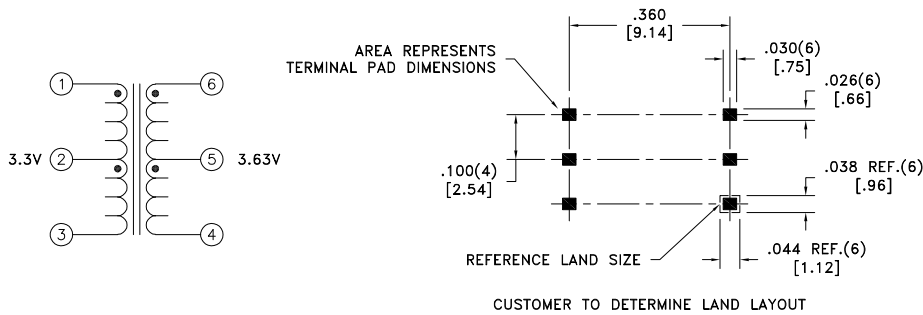 1
2
3
6
5
4
3.3V
3.63V
AREA REPRESENTS
TERMINAL PAD DIMENSIONS
.360
[9.14]
.030(6)
[.75]
.026(6)
[.66]
.100(4)
[2.54]
.038 REF.(6)
[.96]
REFERENCE LAND SIZE
.044 REF.(6)
[1.12]
CUSTOMER TO DETERMINE LAND LAYOUT